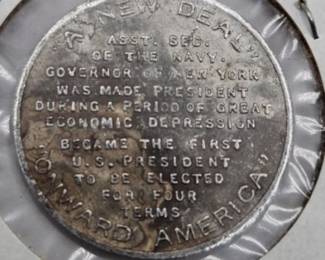 "A NEW DEAL"
ASST. SEC.
OF THE NAVY.
GOVERNOR OF NEW YORK
WAS MADE PRESIDENT
DURING A PERIOD OF GREAT
ECONOMIC DEPRESSION
BECAME THE FIRST
U.S. PRESIDENT
TO BE ELECTED
FOR FOUR
TERMS
"ONWARD AMERICA"